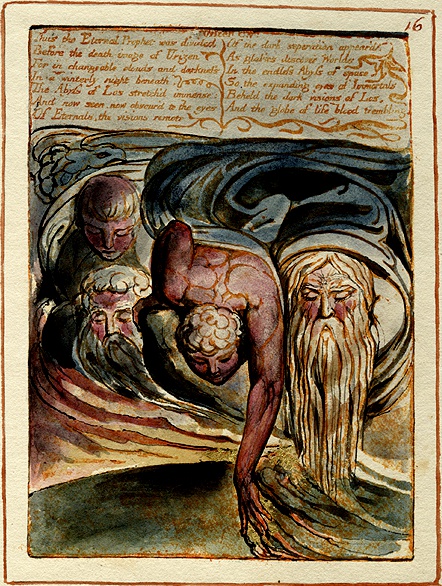 16
Thus the Eternal Prophet was divided
Before the death-image of Urizen
For in changeable clouds and darkness
In a winterly night beneath
The Abyss of Los stretch'd immense:
And now seen, now obscur'd to the eyes
Of Eternals, the visions remote
Of the dark seperation appear'd.
As glasses discover Worlds
In the endless Abyss of space
So the expanding eyes of Immortals
Beheld the dark visions of Los,
And the globe of life blood trembling